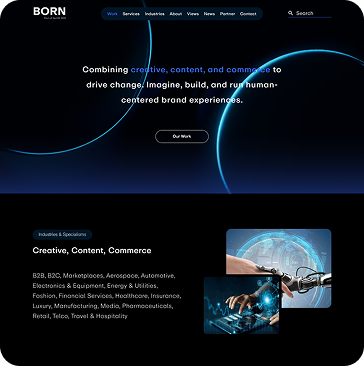 BORN
Work Services Industries About Views News Partner Contact
Search
Combining creative, content, and commerce to
drive change. Imagine, build, and run human-
centered brand experiences.
Our Work
Industries & Specialisms
Creative, Content, Commerce
B2B, B2C, Marketplaces, Aerospace, Automotive,
Electronics & Equipment, Energy & Utilities,
Fashion, Financial Services, Healthcare, Insurance,
Luxury, Manufacturing, Media, Pharmaceuticals,
Retail, Telco, Travel & Hospitality